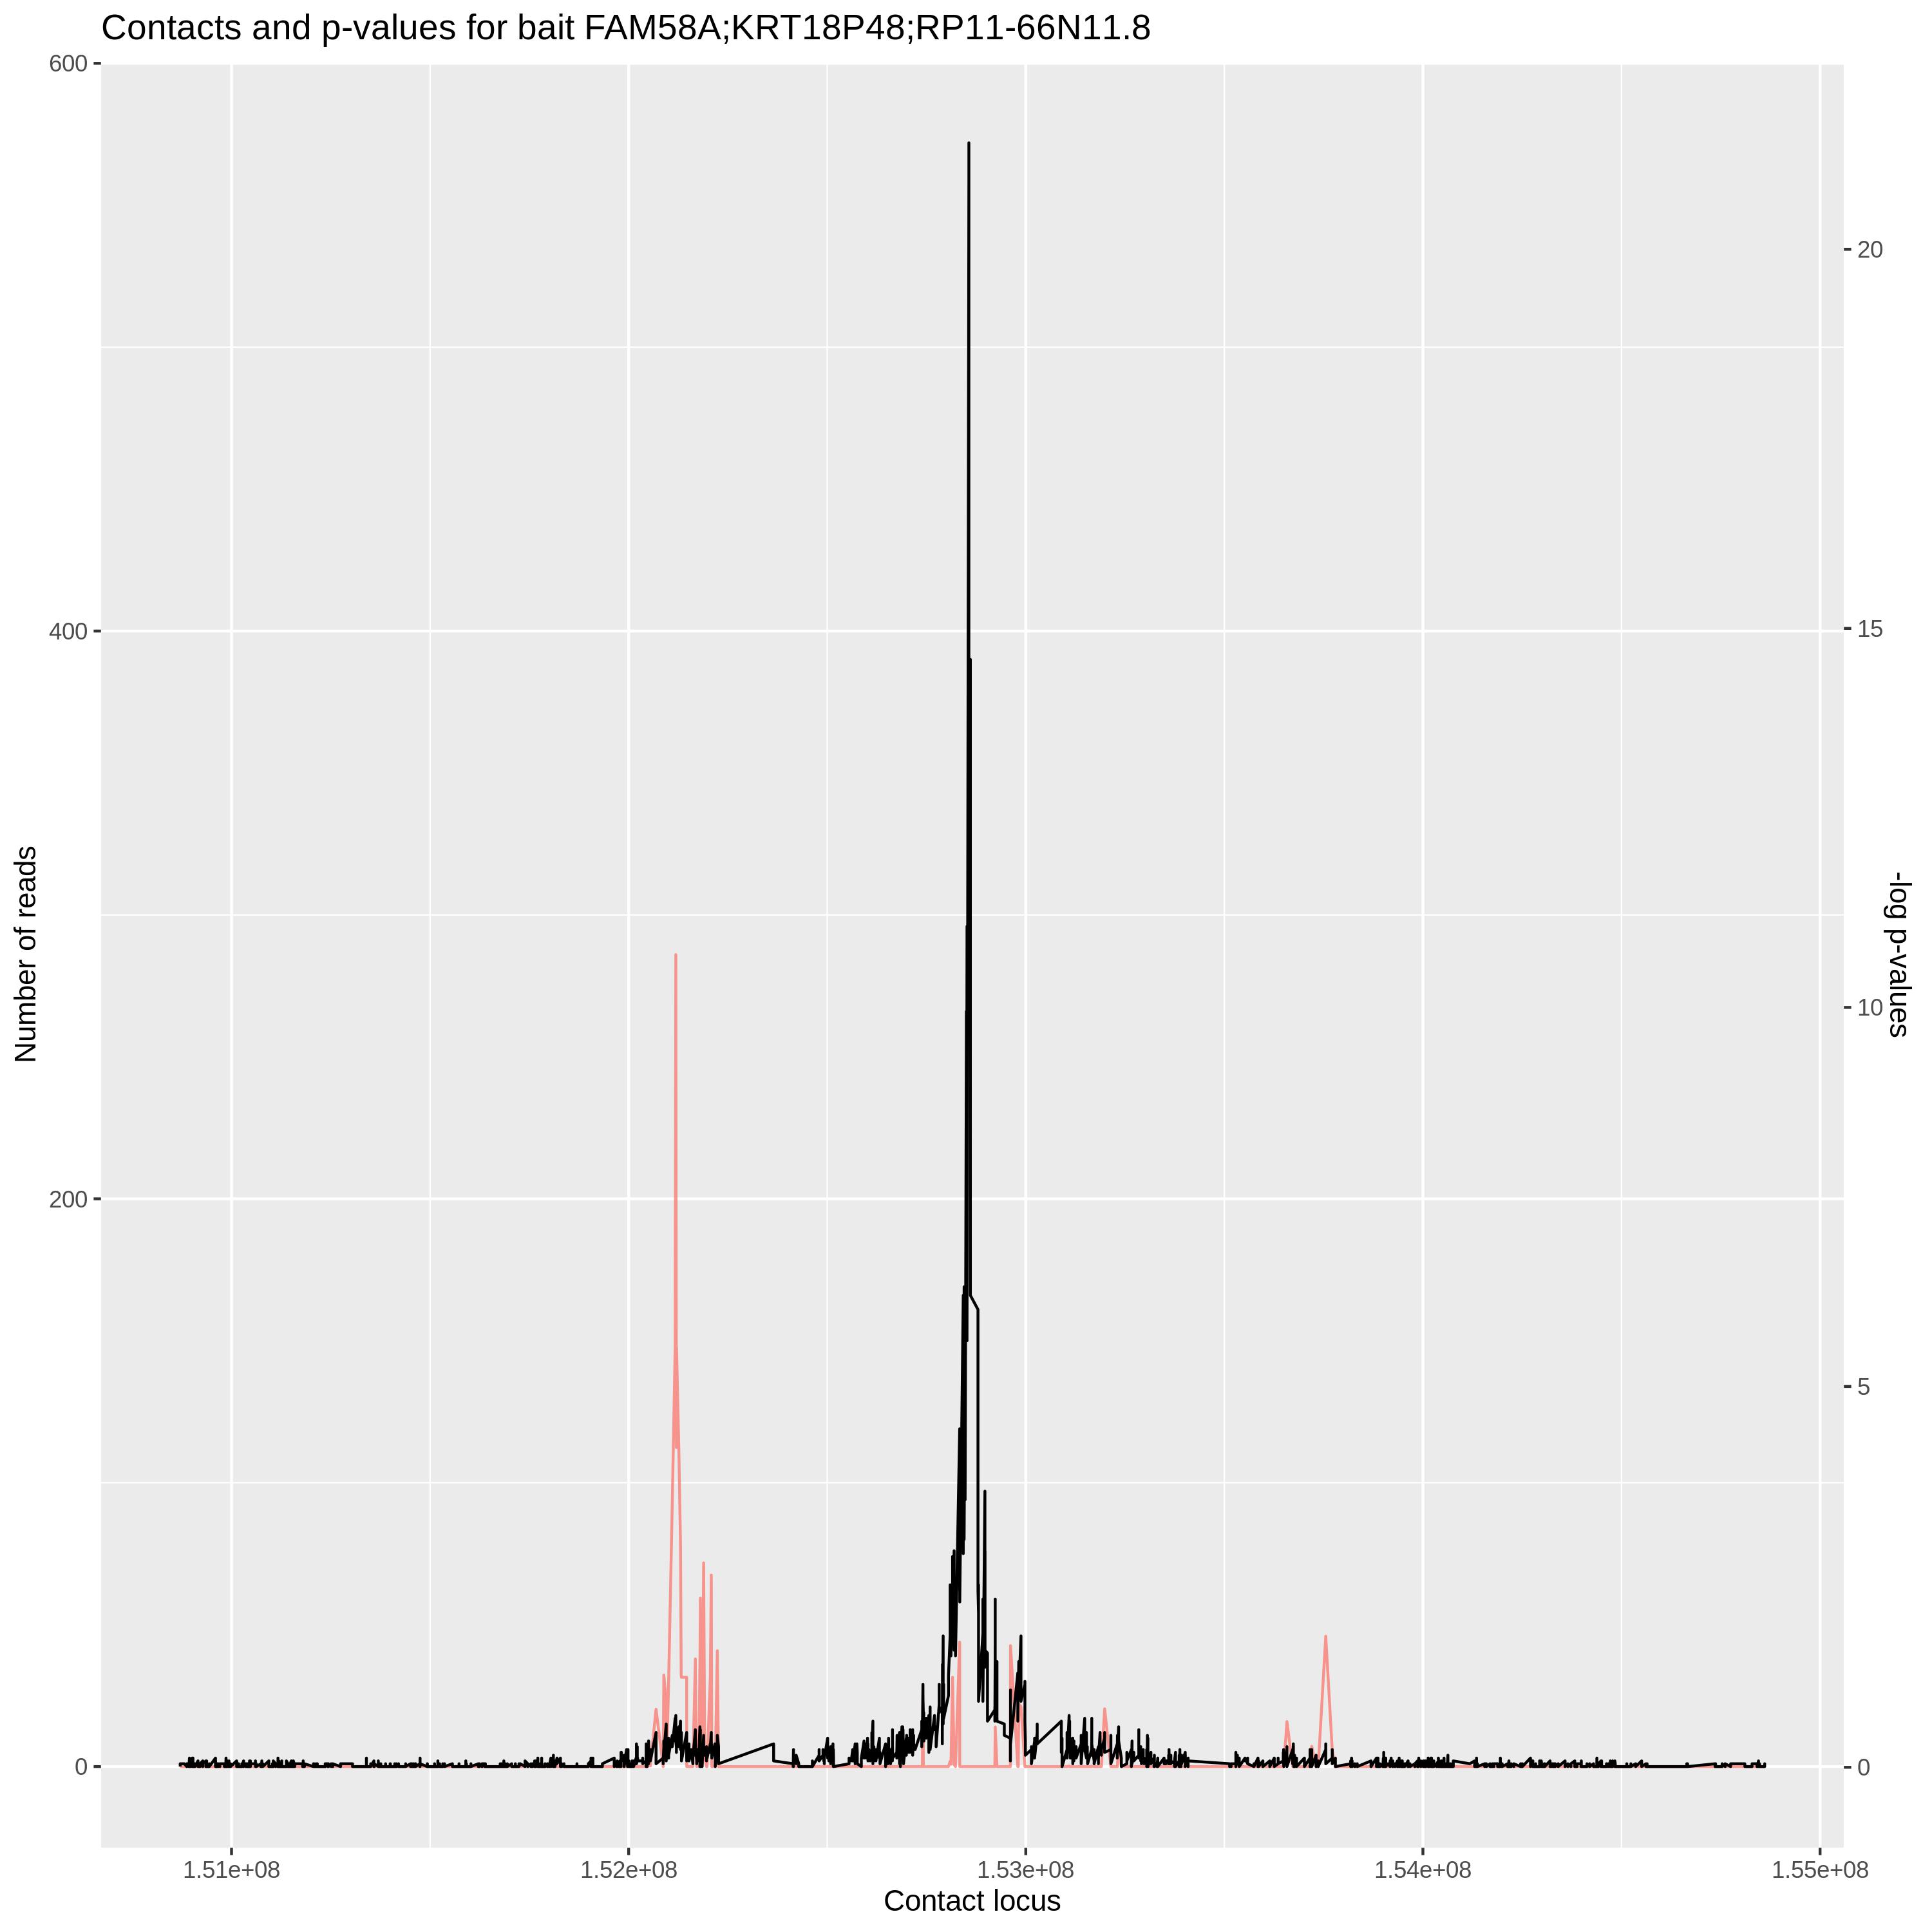 Contacts and p-values for bait FAM58A;KRT18P48;RP11-66N11.8
600
400
200
0
Number of reads
20
15
10
5
0
-log p-values
1.51e+08
1.52e+08
1.53e+08
1.54e+08
1.55e+08
Contact locus